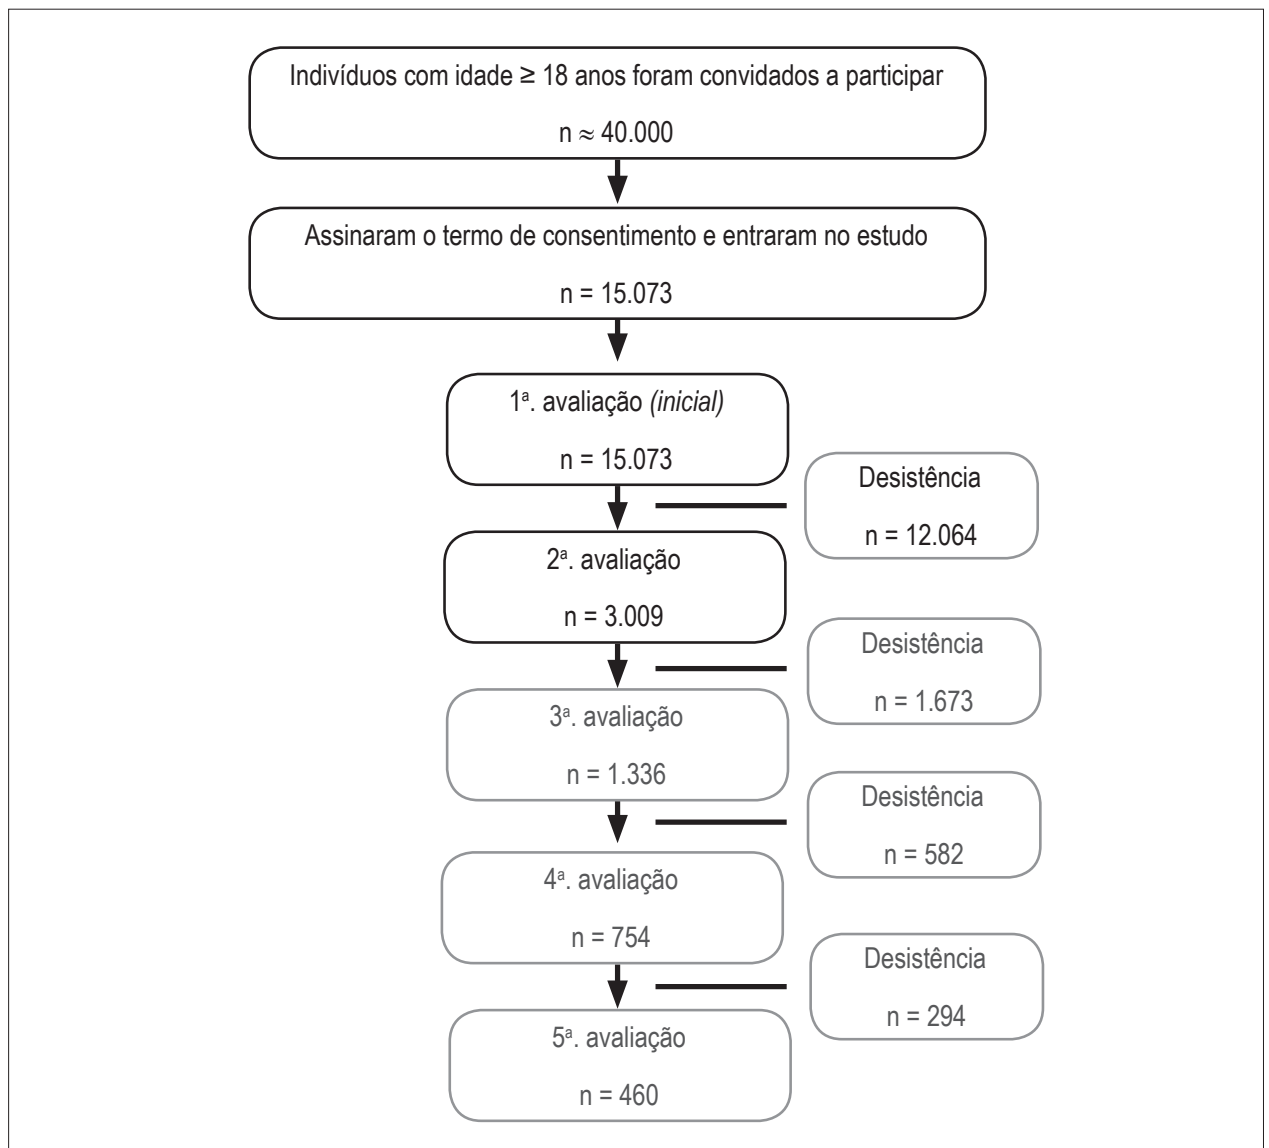 Indivíduos com idade ≥ 18 anos foram convidados a participar
n ≈ 40.000
Assinaram o termo de consentimento e entraram no estudo
n = 15.073
1ª. avaliação (inicial)
n = 15.073
Desistência
n = 12.064
2ª. avaliação
n = 3.009
Desistência
n = 1.673
3ª. avaliação
n = 1.336
Desistência
n = 582
4ª. avaliação
n = 754
Desistência
n = 294
5ª. avaliação
n = 460